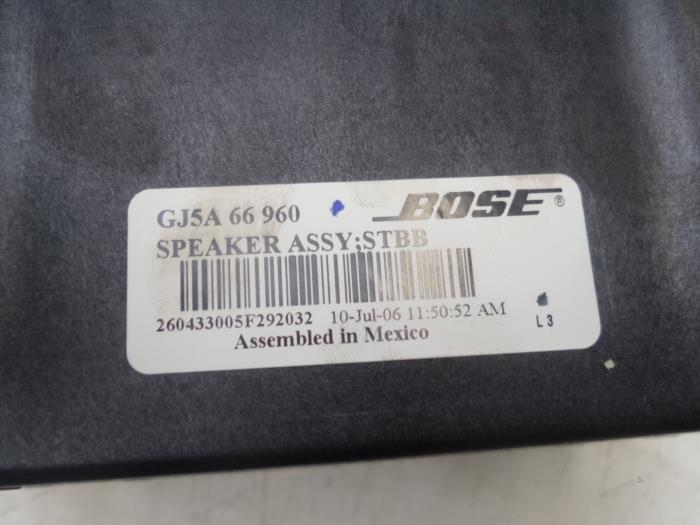 GJ5A 66 960
BOSE®
SPEAKER ASSY;STBB
260433005F292032 10-Jul-06 11:50:52 AM
Assembled in Mexico
L3